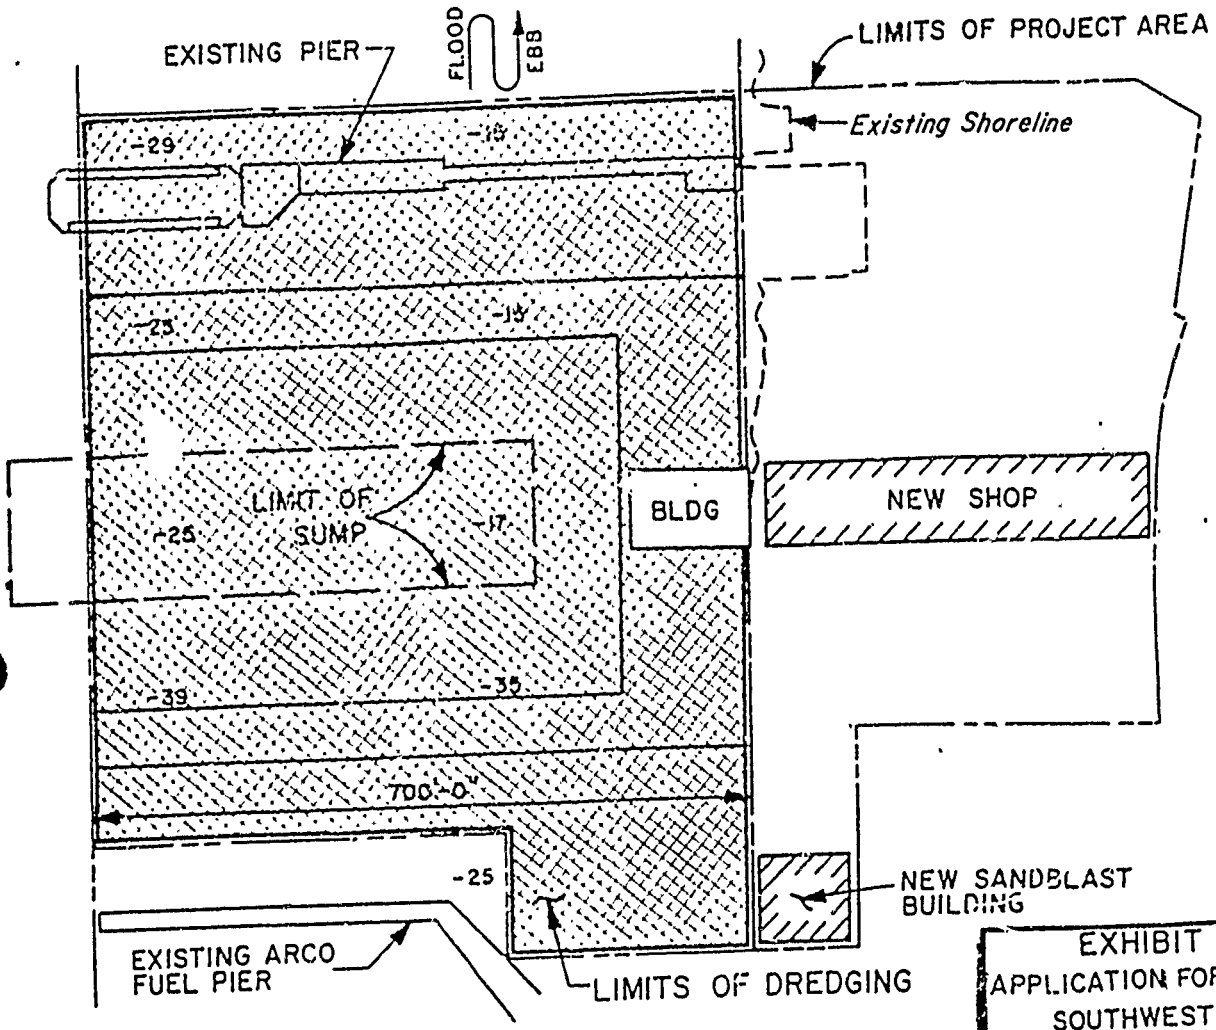 LIMITS OF PROJECT AREA
EXISTING PIER
FLOOD
EBB
Existing Shoreline
-29
-15
-23
-15
LIMIT OF
SUMP
-25
-17
BLDG
NEW SHOP
-39
-35
700'-0"
-25
NEW SANDBLAST
BUILDING
EXISTING ARCO
FUEL PIER
LIMITS OF DREDGING
EXHIBIT
APPLICATION FOR
SOUTHWEST